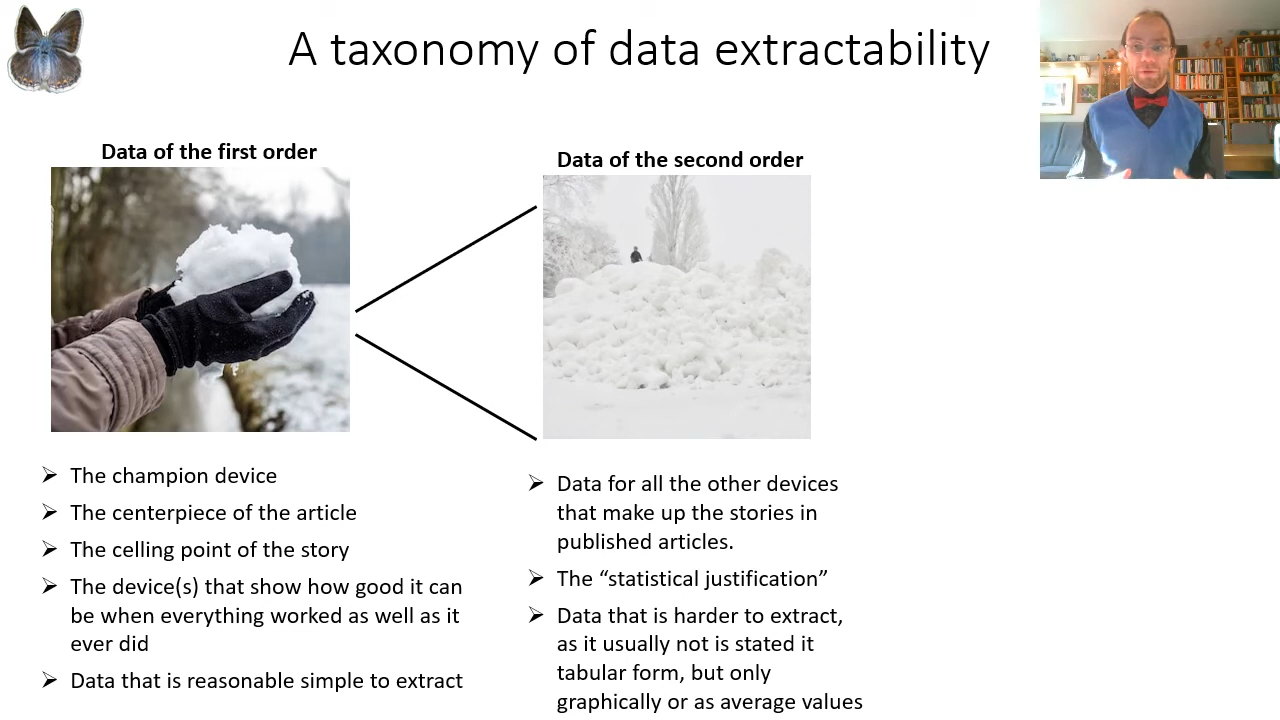 A taxonomy of data extractability
Data of the first order
The champion device
The centerpiece of the article
The celling point of the story
The device(s) that show how good it can
be when everything worked as well as it
ever did
Data that is reasonable simple to extract
Data of the second order
Data for all the other devices
that make up the stories in
published articles.
The “statistical justification”
Data that is harder to extract,
as it usually not is stated it
tabular form, but only
graphically or as average values